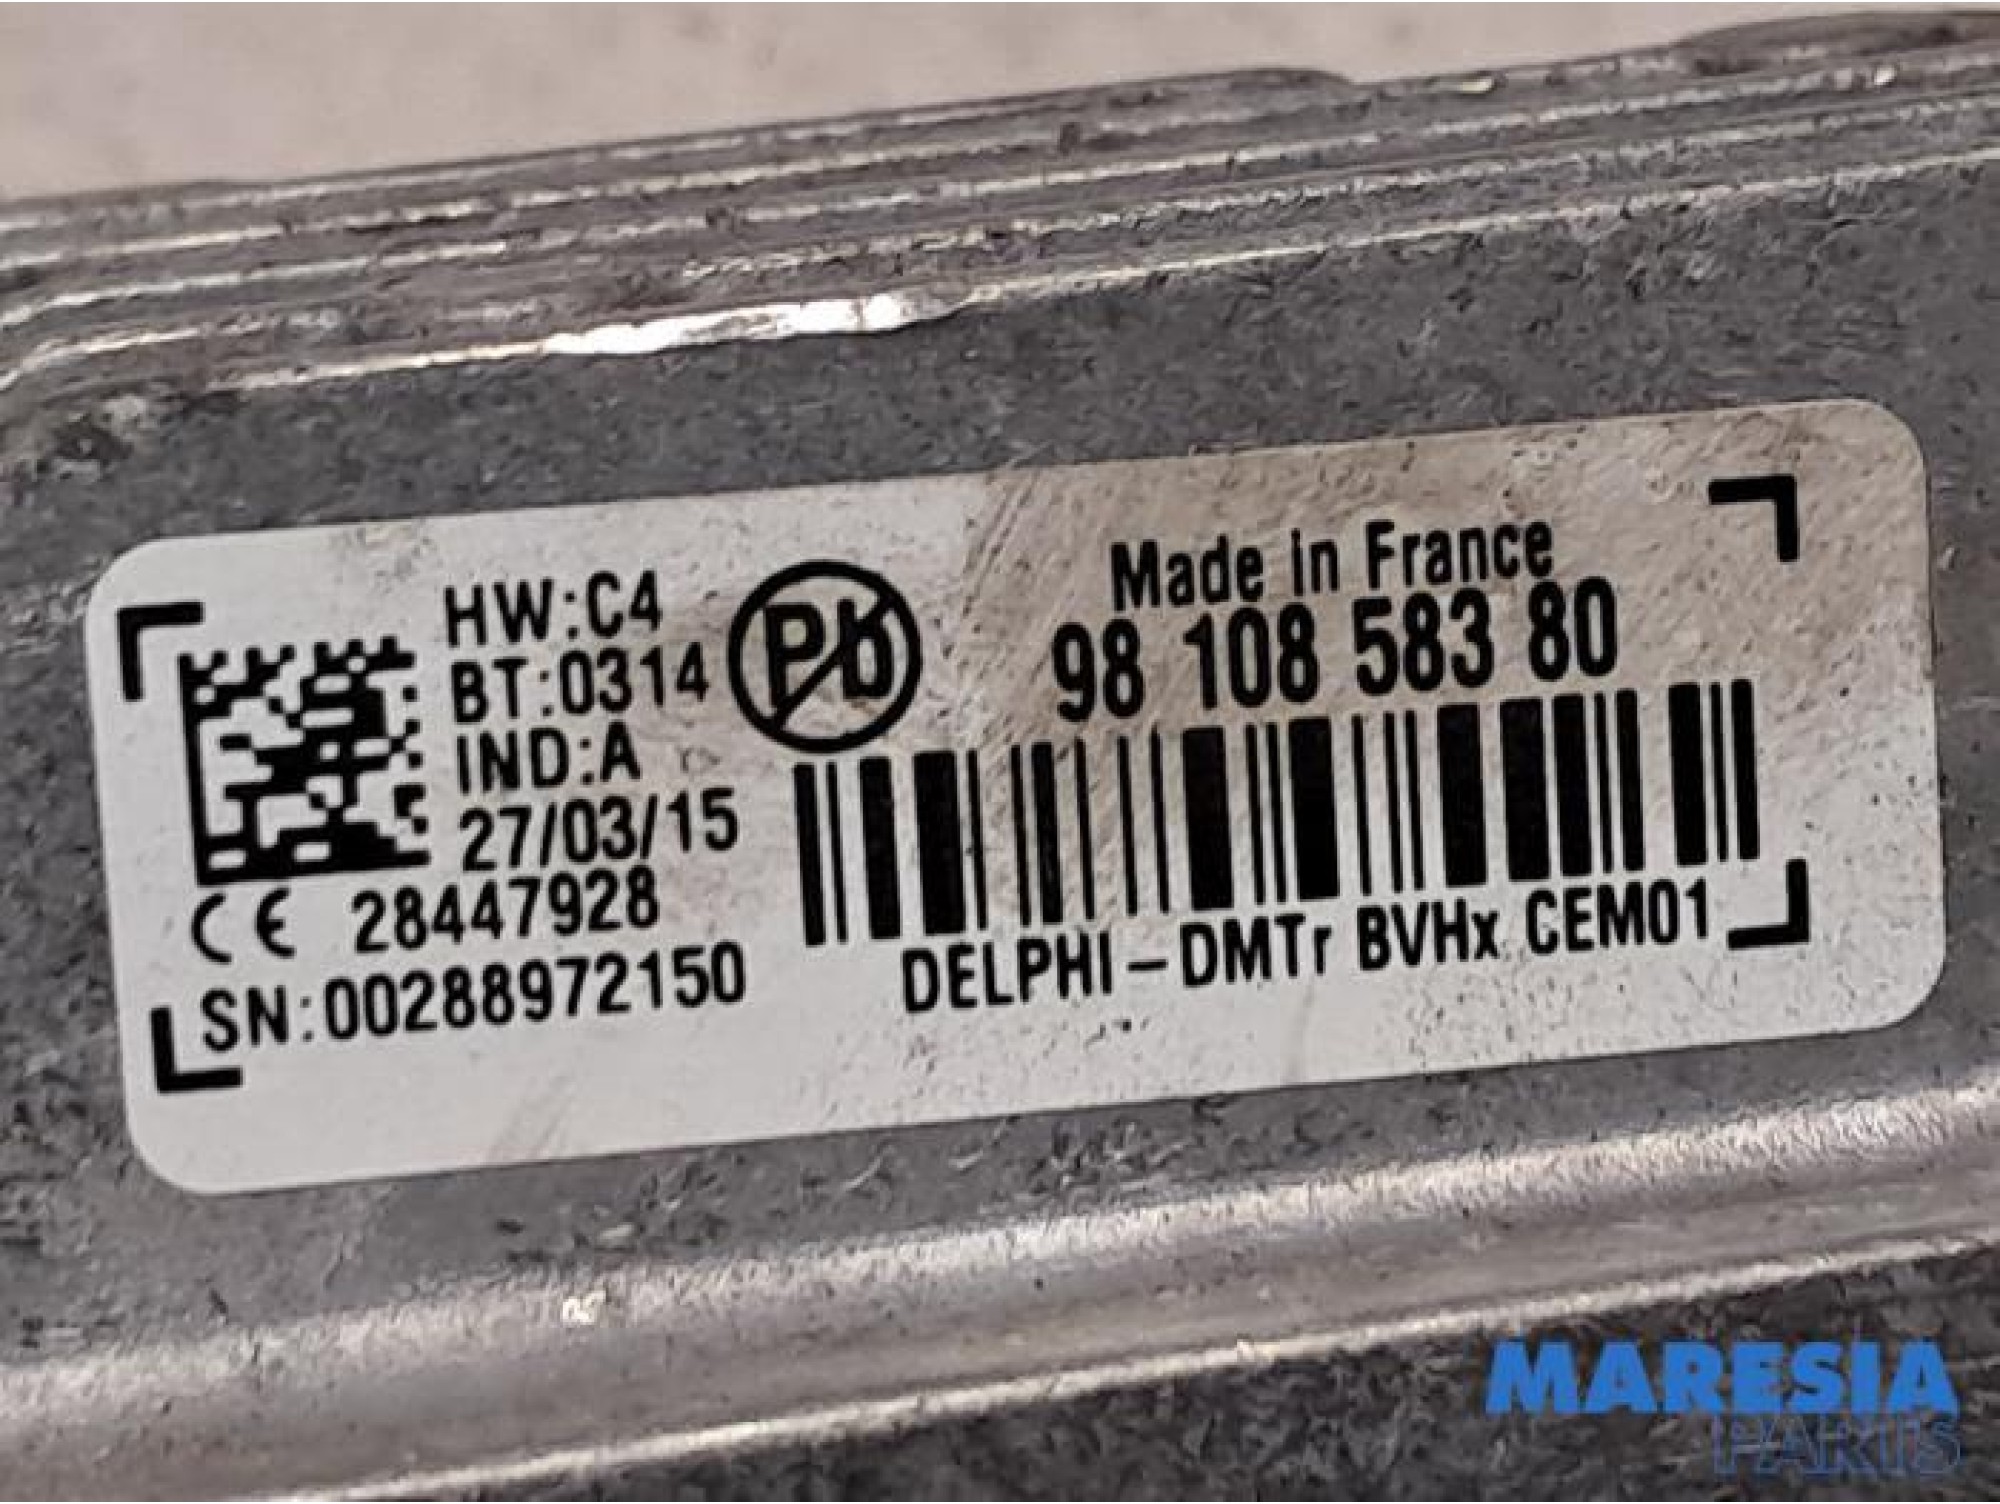 HW:C4
BT:0314
IND:A
27/03/15
CE 28447928
SN:00288972150
Pb
Made in France
98 108 583 80
DELPHI-DMTr BVHx CEM01
MARESIA
PARTS